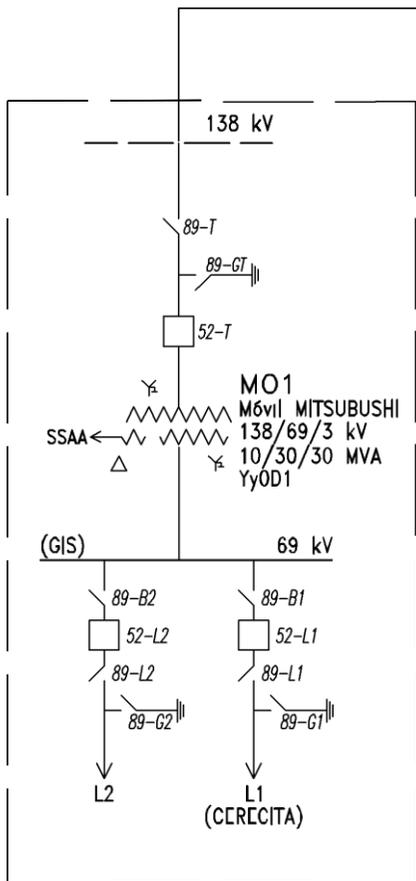 138 kV
89-T
89-GT
52-T
MO1
Móvil MITSUBUSHI
138/69/3 kV
10/30/30 MVA
YyOD1
SSAA
(GIS)
69 kV
89-B2
89-B1
52-L2
52-L1
89-L2
89-L1
89-G2
89-G1
L2
L1
(CERECITA)